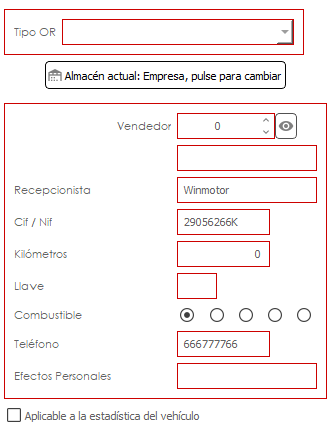 Tipo OR
Almacén actual: Empresa, pulse para cambiar
Vendedor 0
Recepcionista Winmotor
Cif / Nif 29056266K
Kilómetros 0
Llave
Combustible
Teléfono 666777766
Efectos Personales
Aplicable a la estadística del vehículo